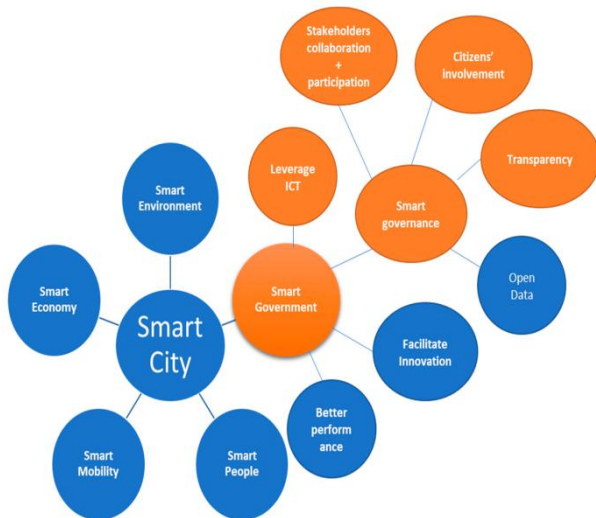 Stakeholders
collaboration
+
participation
Citizens'
involvement
Transparency
Leverage
ICT
Smart
governance
Smart
Environment
Open
Data
Smart
Economy
Smart
Government
Smart
City
Facilitate
Innovation
Better
perform
ance
Smart
Mobility
Smart
People